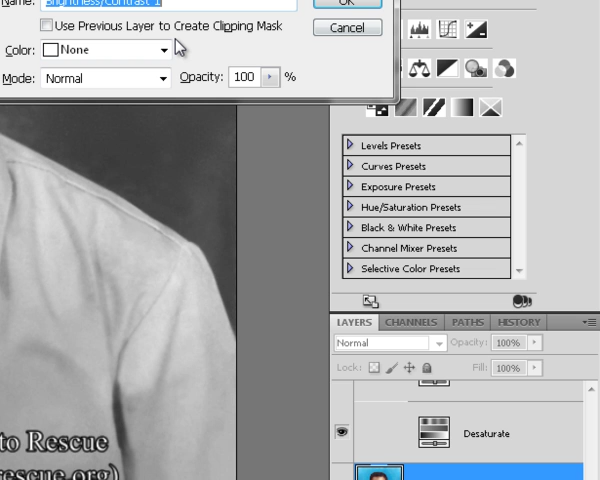 Name: Brightness/Contrast 1
OK
Use Previous Layer to Create Clipping Mask
Cancel
Color: None
Mode: Normal Opacity: 100 %
Levels Presets
Curves Presets
Exposure Presets
Hue/Saturation Presets
Black & White Presets
Channel Mixer Presets
Selective Color Presets
LAYERS CHANNELS PATHS HISTORY
Normal Opacity: 100%
Lock: Fill: 100%
Desaturate
to Rescue
rescue.org)